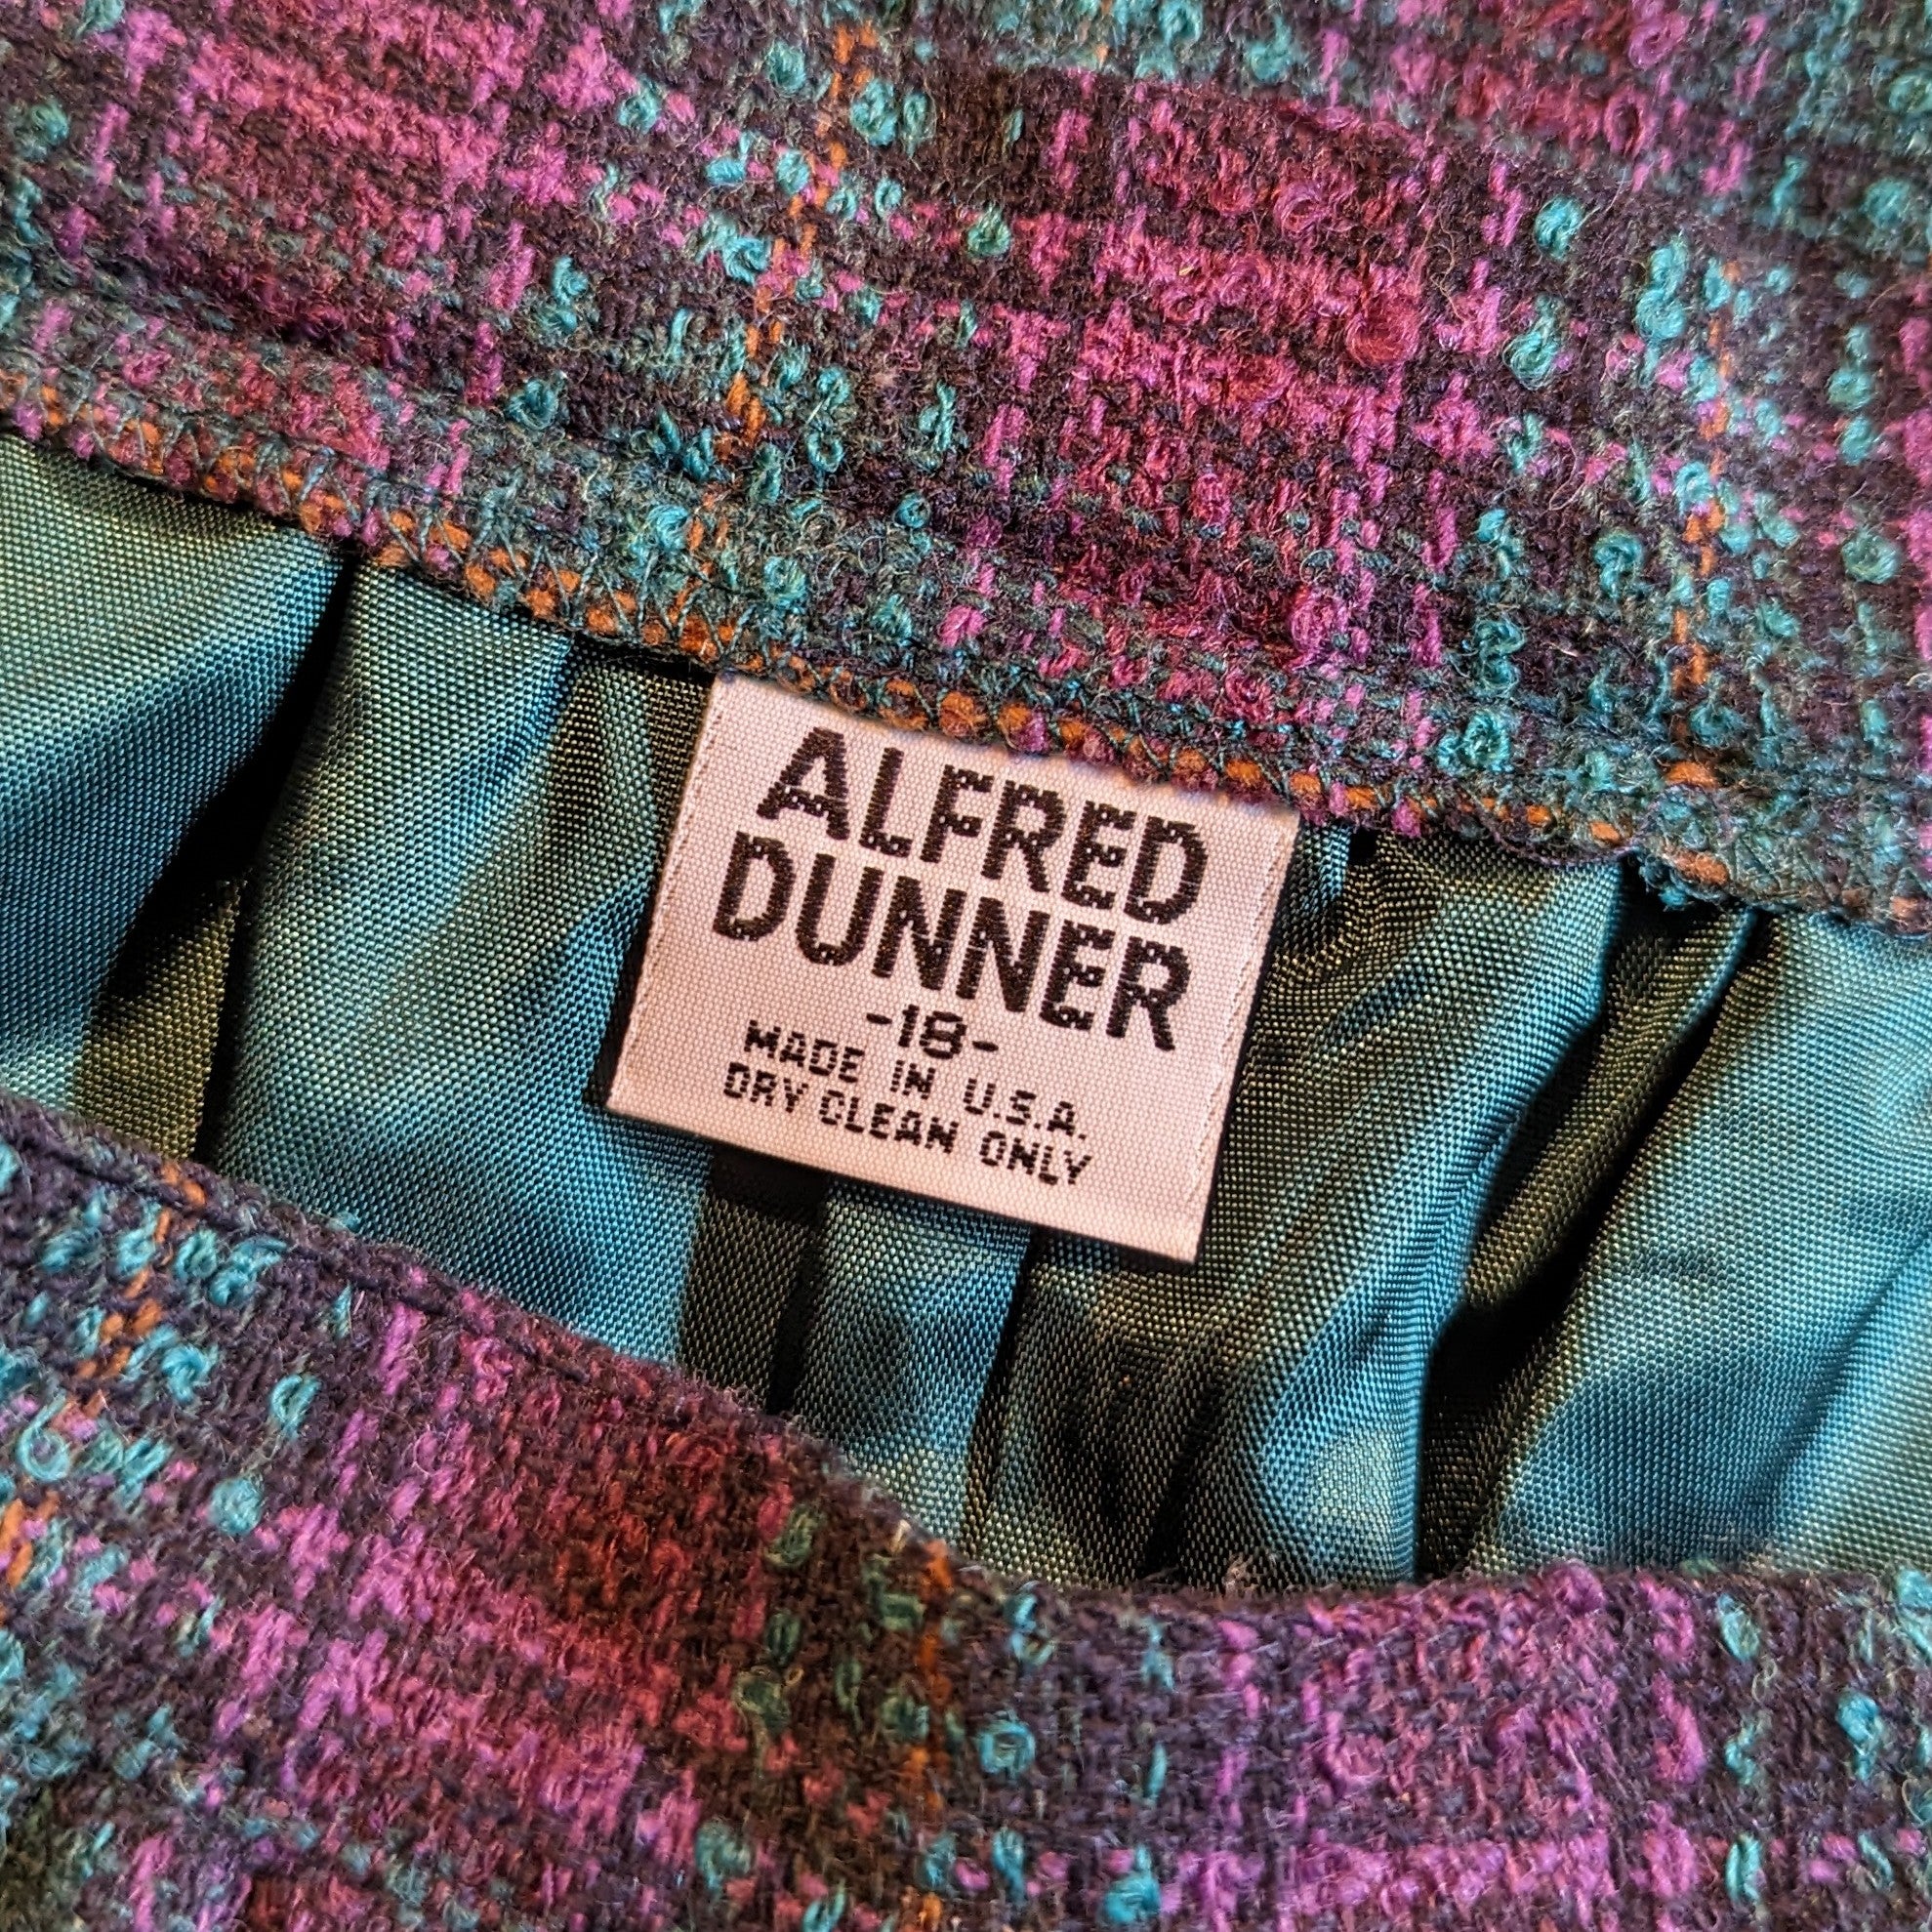 ALFRED
DUNNER
-18-
MADE IN U.S.A.
DRY CLEAN ONLY